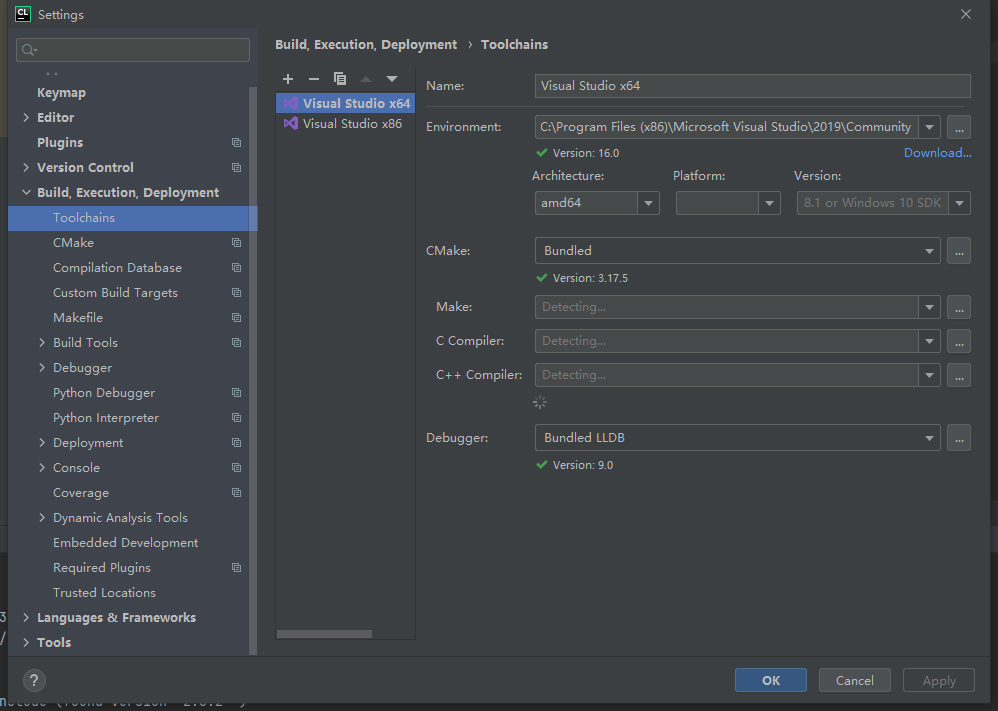 CL Settings
Build, Execution, Deployment › Toolchains
Keymap
Editor
Plugins
Version Control
Build, Execution, Deployment
Toolchains
CMake
Compilation Database
Custom Build Targets
Makefile
Build Tools
Debugger
Python Debugger
Python Interpreter
Deployment
Console
Coverage
Dynamic Analysis Tools
Embedded Development
Required Plugins
Trusted Locations
Languages & Frameworks
Tools
Visual Studio x64
Visual Studio x86
Name: Visual Studio x64
Environment: C:\Program Files (x86)\Microsoft Visual Studio\2019\Community ...
Version: 16.0 Download...
Architecture: Platform: Version:
amd64 8.1 or Windows 10 SDK
CMake: Bundled ...
Version: 3.17.5
Make: Detecting... ...
C Compiler: Detecting... ...
C++ Compiler: Detecting... ...
Debugger: Bundled LLDB ...
Version: 9.0
3
/
? OK Cancel Apply